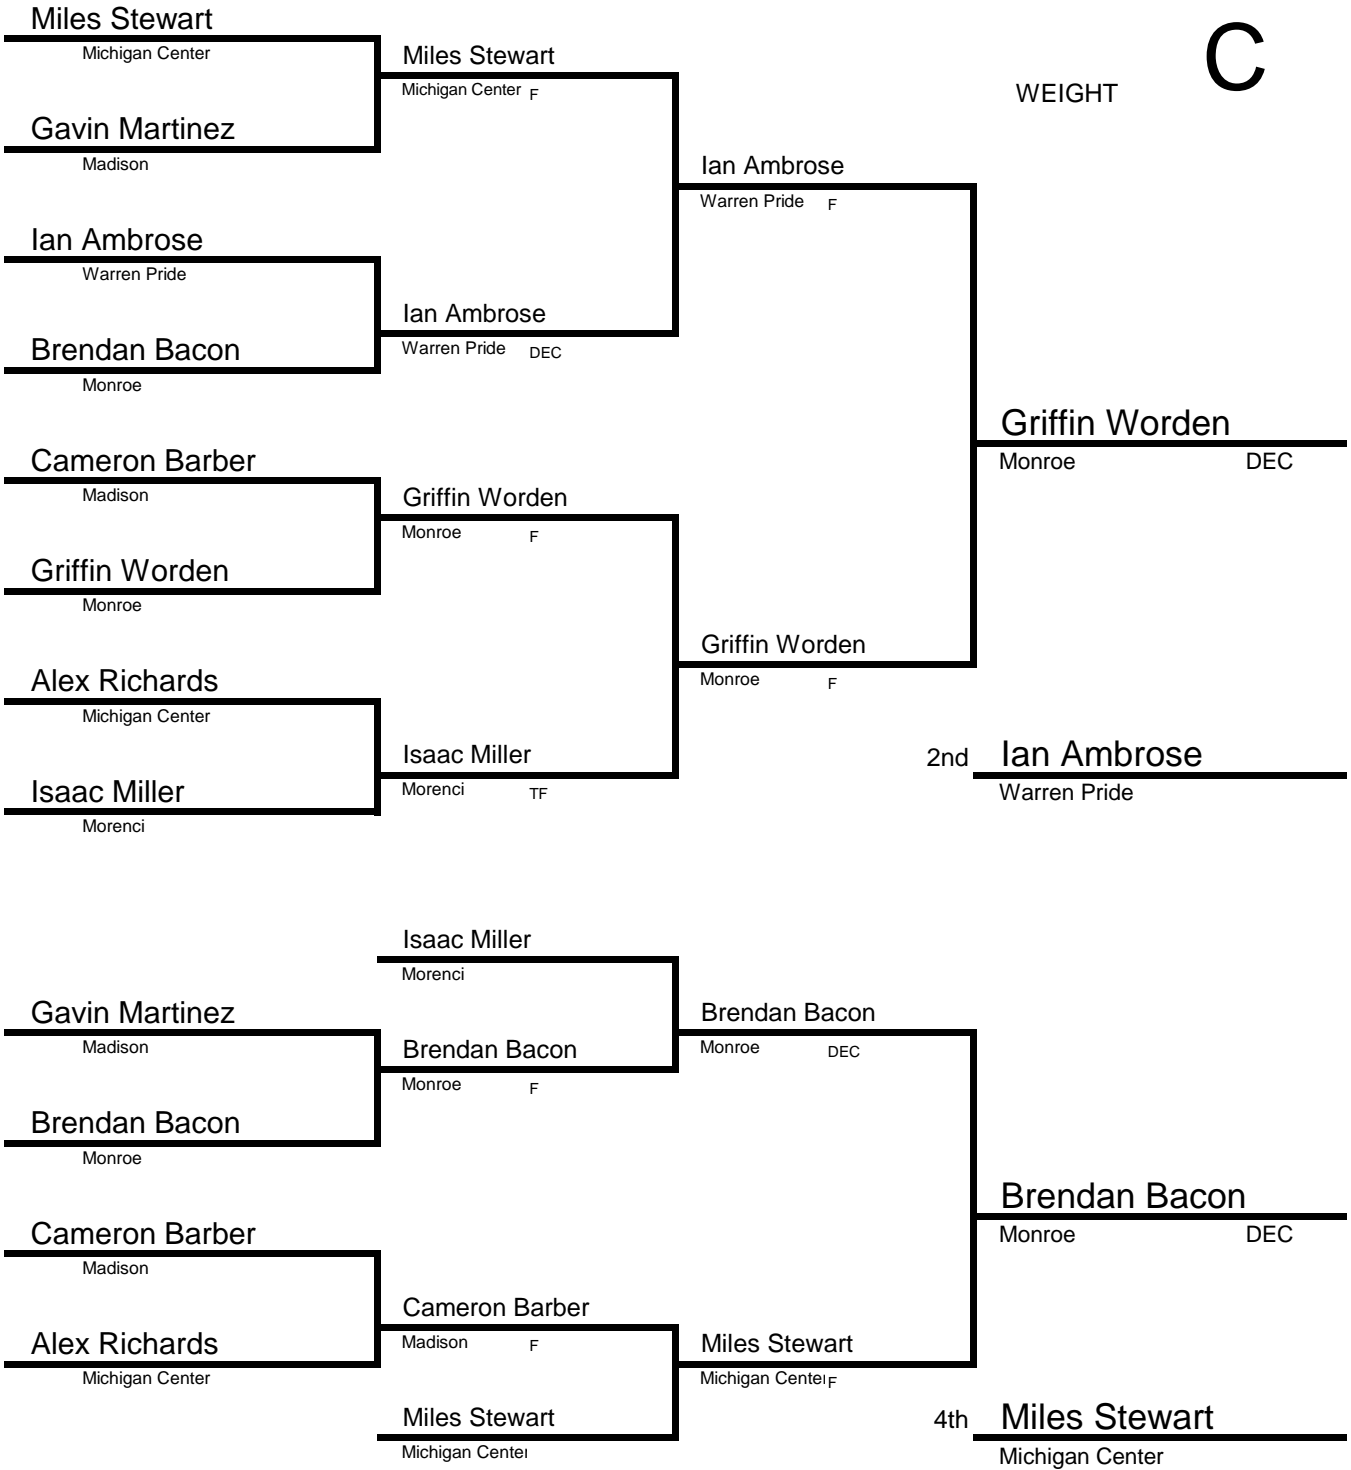 Miles Stewart
Michigan Center
Miles Stewart
Michigan Center F
C
WEIGHT
Gavin Martinez
Madison
Ian Ambrose
Warren Pride F
Ian Ambrose
Warren Pride
Ian Ambrose
Warren Pride DEC
Brendan Bacon
Monroe
Griffin Worden
Monroe DEC
Cameron Barber
Madison
Griffin Worden
Monroe F
Griffin Worden
Monroe
Griffin Worden
Monroe F
Alex Richards
Michigan Center
Isaac Miller
Morenci TF
2nd Ian Ambrose
Warren Pride
Isaac Miller
Morenci
Isaac Miller
Morenci
Gavin Martinez
Madison
Brendan Bacon
Monroe DEC
Brendan Bacon
Monroe F
Brendan Bacon
Monroe
Brendan Bacon
Monroe DEC
Cameron Barber
Madison
Cameron Barber
Madison F
Alex Richards
Michigan Center
Miles Stewart
Michigan Center F
Miles Stewart
Michigan Center
4th Miles Stewart
Michigan Center